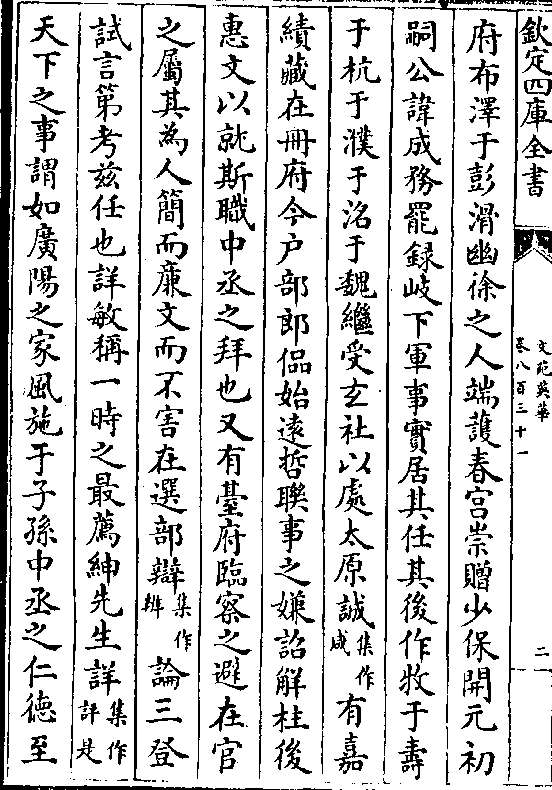 欽定四庫全書
文苑英華
卷八百三十一
二
府布澤于彭滑幽徐之人端䕶春宫崇贈少保開元初
嗣公諱成務罷録岐下軍事實居其任其後作牧于壽
于杭于濮于洺于魏繼受玄社以處太原誠集作咸有嘉
績藏在冊府今户部郎偘始逺哲聨事之嫌詔解柱後
惠文以就斯職中丞之拜也又有臺府臨察之避在官
之屬其為人簡而亷文而不害在選部辯集作辨論三登
試言第考兹任也詳敏稱一時之最薦紳先生詳集作評是
天下之事謂如廣陽之家風施于子孫中丞之仁徳至